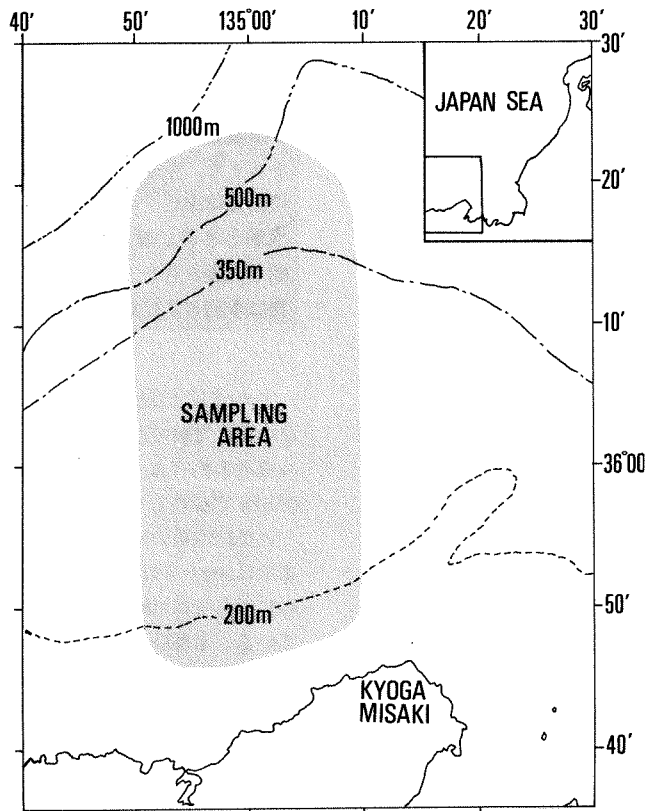 40′ 50′ 135°00′ 10′ 20′ 30′
30′
JAPAN SEA
1000m
20′
500m
350m
10′
SAMPLING
AREA
36°00′
200m
50′
KYOGA
MISAKI
40′